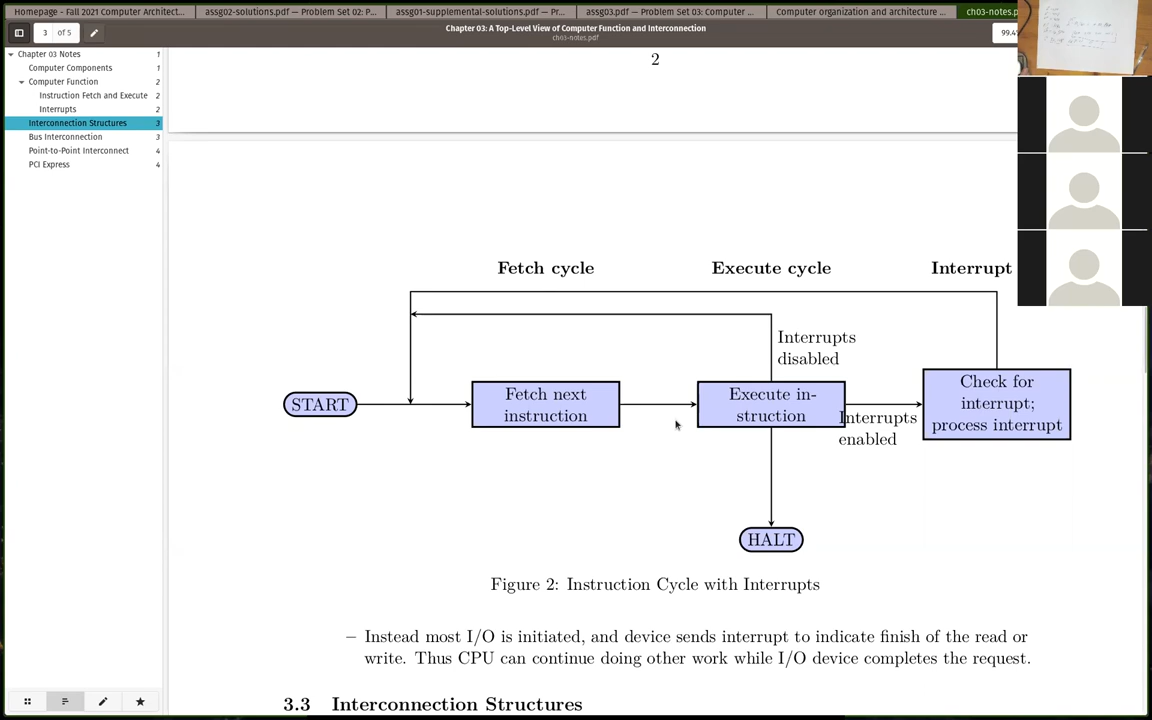 Homepage - Fall 2021 Computer Architect...
assg02-solutions.pdf — Problem Set 02: P...
assg01-supplemental-solutions.pdf — Pr...
assg03.pdf — Problem Set 03: Computer ...
Computer organization and architecture ...
ch03-notes.p
3 of 5
Chapter 03: A Top-Level View of Computer Function and Interconnection
ch03-notes.pdf
99.4
Chapter 03 Notes 1
Computer Components 1
Computer Function 2
Instruction Fetch and Execute 2
Interrupts 2
Interconnection Structures 3
Bus Interconnection 3
Point-to-Point Interconnect 4
PCI Express 4
2
Fetch cycle
Execute cycle
Interrupt
Interrupts
disabled
START
Fetch next
instruction
Execute in-
struction
Interrupts
enabled
Check for
interrupt;
process interrupt
HALT
Figure 2: Instruction Cycle with Interrupts
– Instead most I/O is initiated, and device sends interrupt to indicate finish of the read or
write. Thus CPU can continue doing other work while I/O device completes the request.
3.3 Interconnection Structures